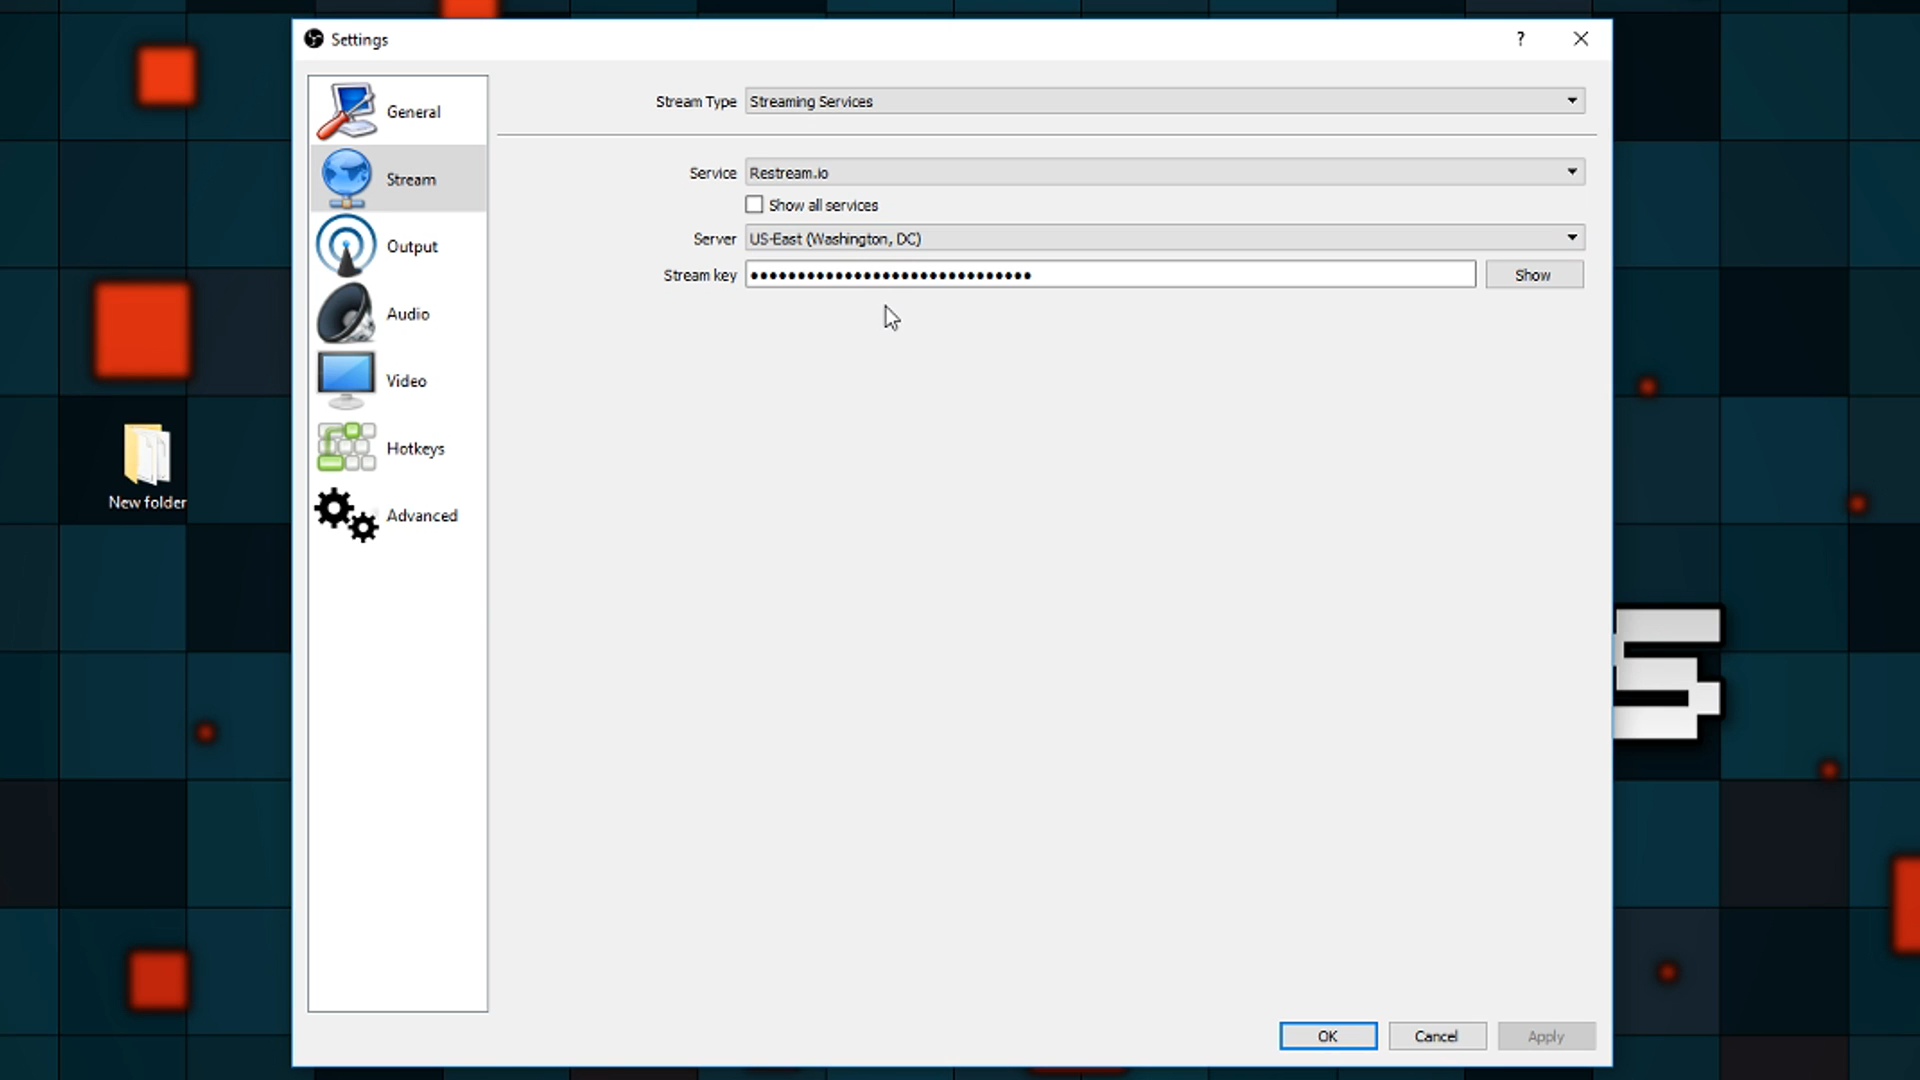 Settings
?
General
Stream
Output
Audio
Video
Hotkeys
Advanced
Stream Type Streaming Services
Service Restream.io
Show all services
Server US-East (Washington, DC)
Stream key ••••••••••••••••••••••••••••••
Show
New folder
S
OK
Cancel
Apply